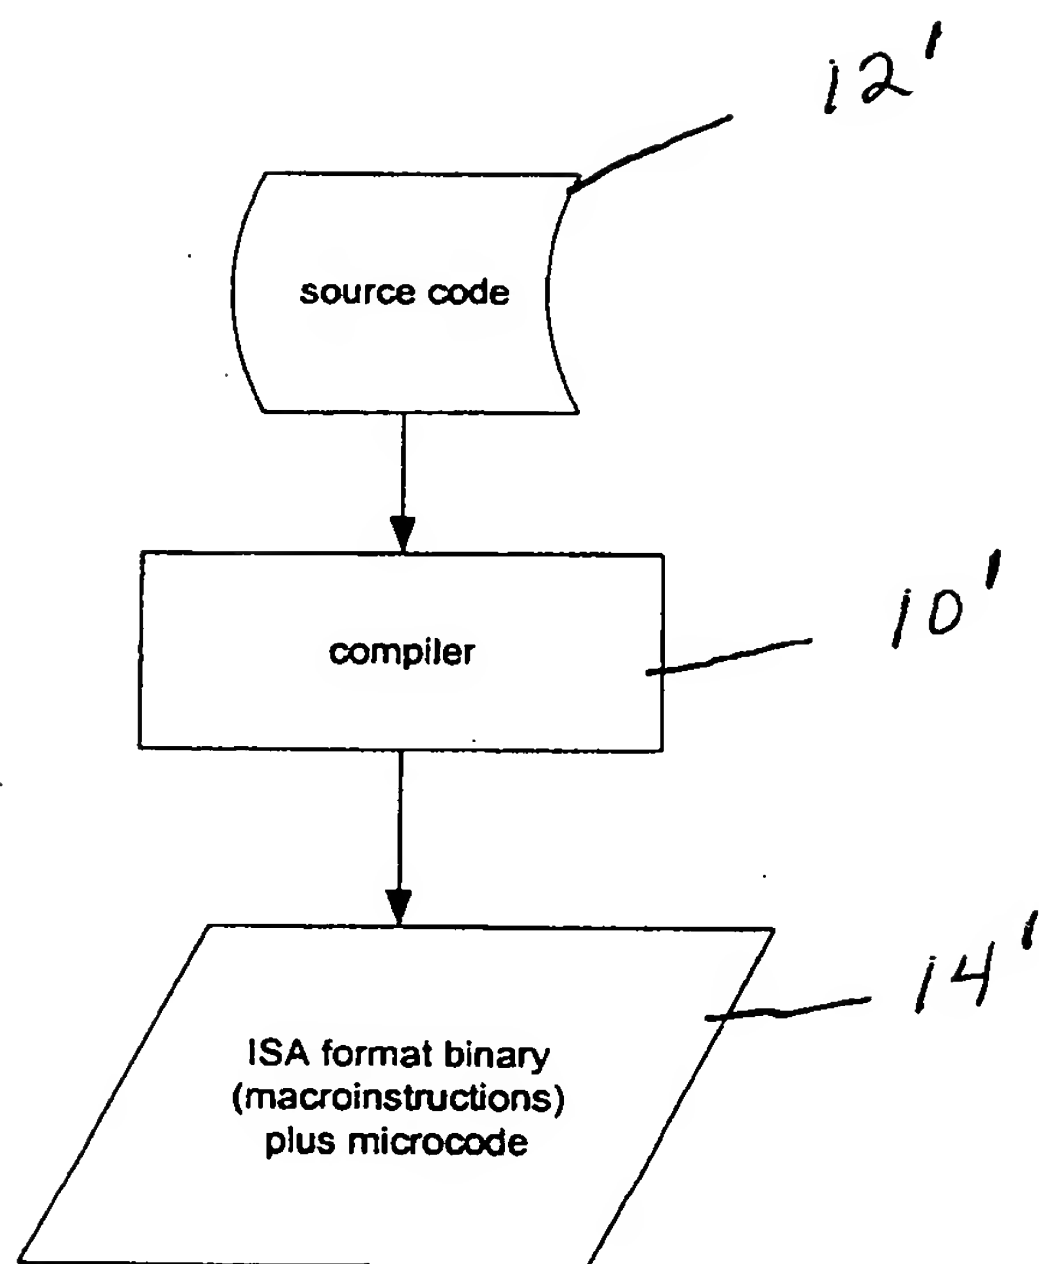 12'
source code
10'
compiler
14'
ISA format binary
(macroinstructions)
plus microcode